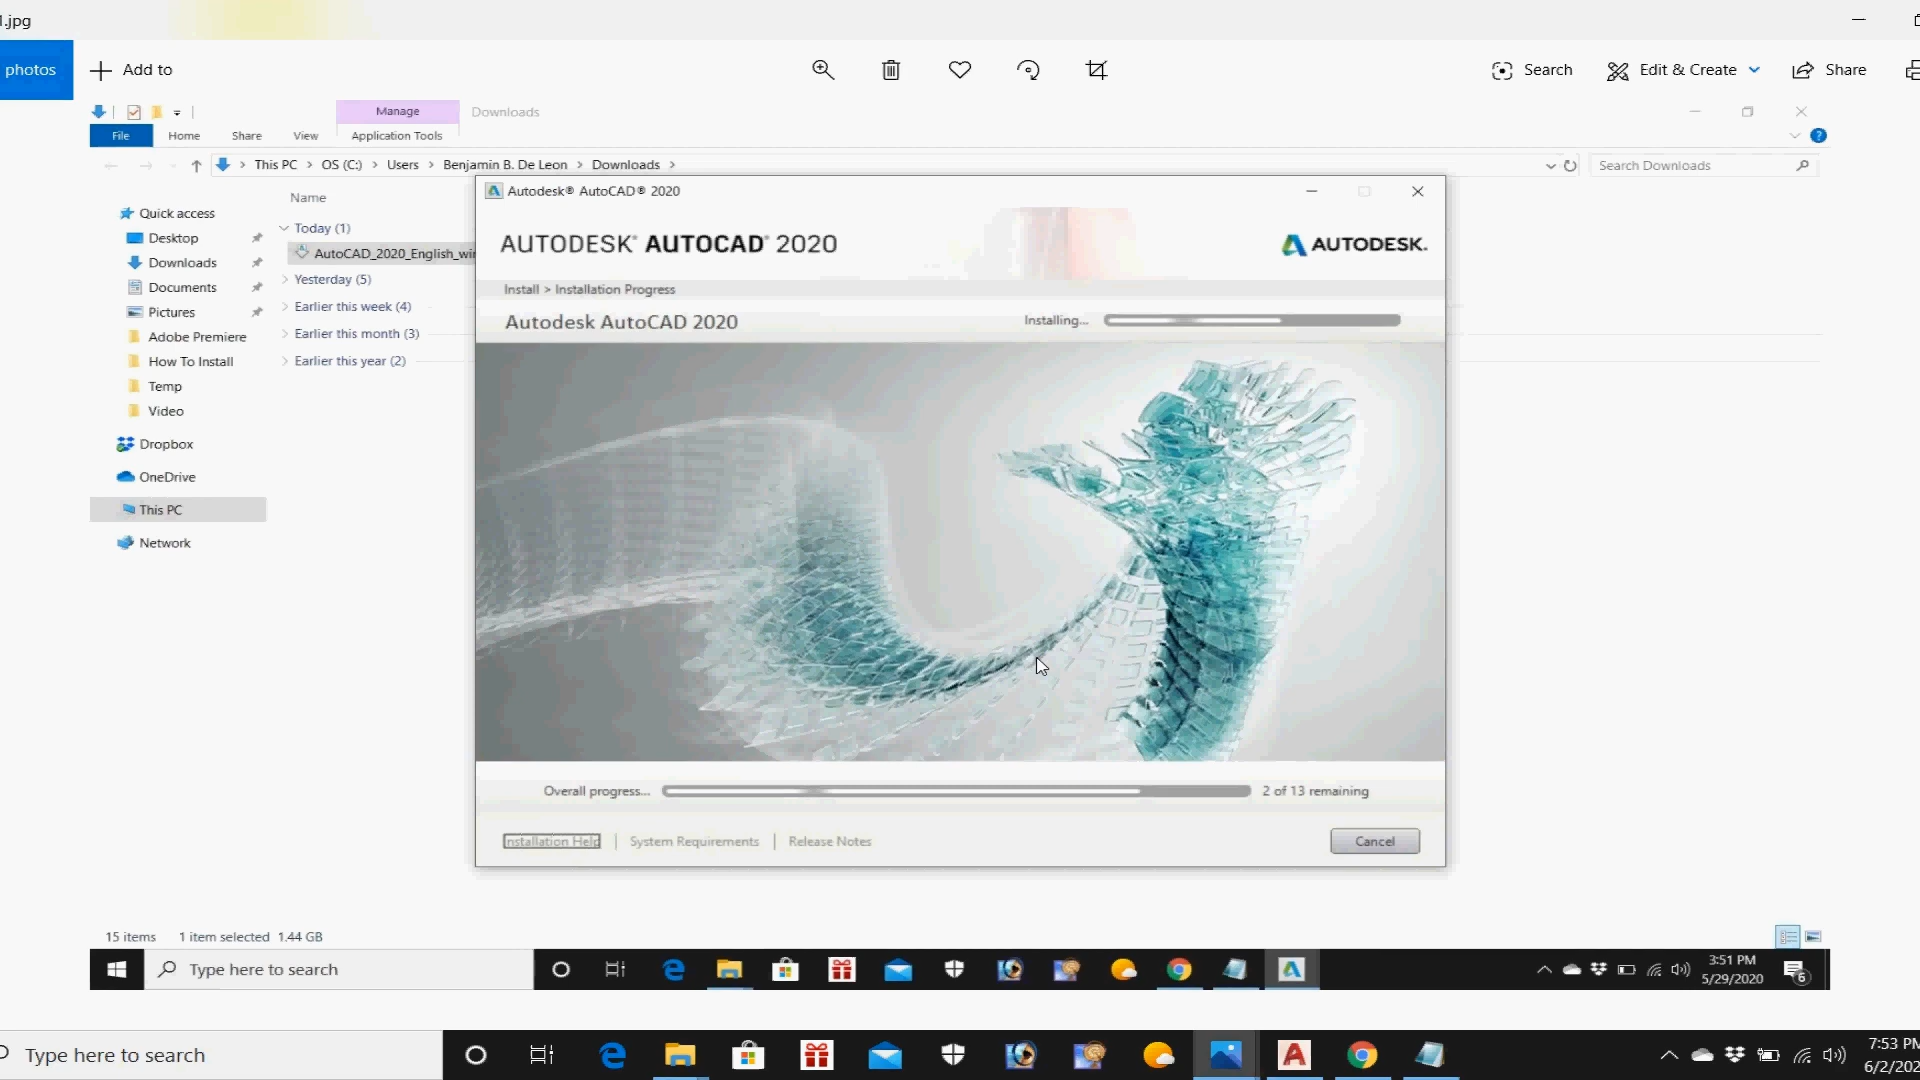 .jpg
photos
Add to
Search
Edit & Create
Share
Manage
Downloads
File
Home
Share
View
Application Tools
This PC > OS (C:) > Users > Benjamin B. De Leon > Downloads >
Search Downloads
Name
Quick access
Desktop
Downloads
Documents
Pictures
Adobe Premiere
How To Install
Temp
Video
Dropbox
OneDrive
This PC
Network
Today (1)
AutoCAD_2020_English_wi
Yesterday (5)
Earlier this week (4)
Earlier this month (3)
Earlier this year (2)
Autodesk® AutoCAD® 2020
AUTODESK® AUTOCAD® 2020
AUTODESK.
Install > Installation Progress
Autodesk AutoCAD 2020
Installing...
Overall progress...
2 of 13 remaining
Installation Help | System Requirements | Release Notes
Cancel
15 items
1 item selected 1.44 GB
Type here to search
3:51 PM
5/29/2020
6
Type here to search
7:53 PM
6/2/202